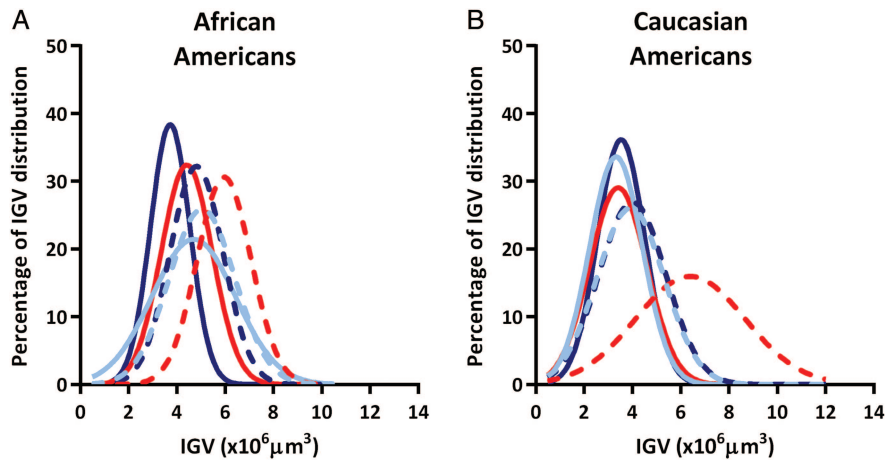 A
African
Americans
Percentage of IGV distribution
50
40
30
20
10
0
0 2 4 6 8 10 12 14
IGV (x10⁶μm³)
B
Caucasian
Americans
Percentage of IGV distribution
50
40
30
20
10
0
0 2 4 6 8 10 12 14
IGV (x10⁶μm³)